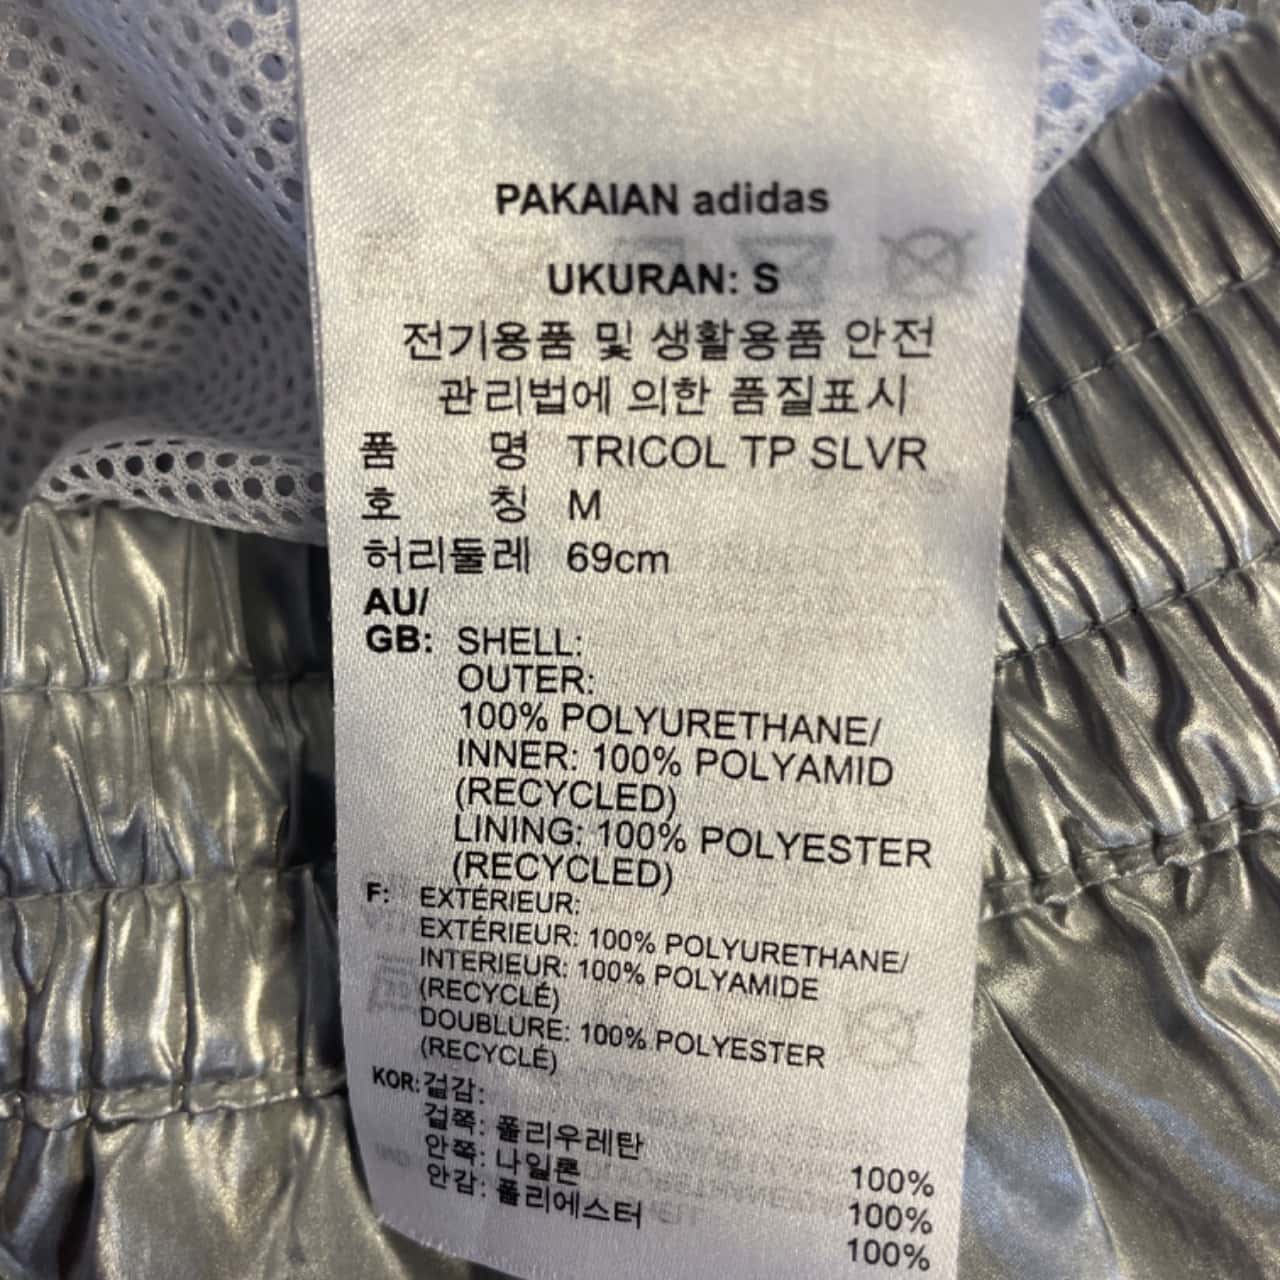 PAKAIAN adidas
UKURAN: S
전기용품 및 생활용품 안전
관리법에 의한 품질표시
품 명 TRICOL TP SLVR
호 칭 M
허리둘레 69cm
AU/
GB: SHELL:
OUTER:
100% POLYURETHANE/
INNER: 100% POLYAMID
(RECYCLED)
LINING: 100% POLYESTER
(RECYCLED)
F: EXTÉRIEUR:
EXTÉRIEUR: 100% POLYURETHANE/
INTERIEUR: 100% POLYAMIDE
(RECYCLÉ)
DOUBLURE: 100% POLYESTER
(RECYCLÉ)
KOR: 겉감:
겉쪽: 폴리우레탄 100%
안쪽: 나일론 100%
안감: 폴리에스터 100%